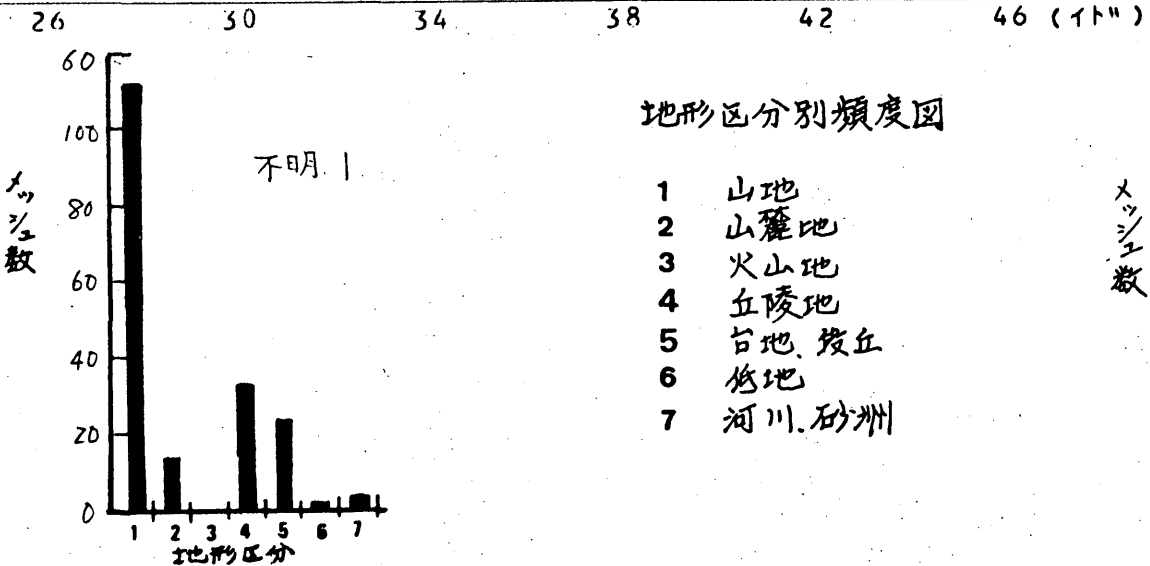 26 30 34 38 42 46 (イド)
地形区分別頻度図
60
100
80
60
40
20
0
メッシュ数
不明 1
1 2 3 4 5 6 7
地形区分
1 山地
2 山麓地
3 火山地
4 丘陵地
5 台地、段丘
6 低地
7 河川、砂洲
メッシュ数